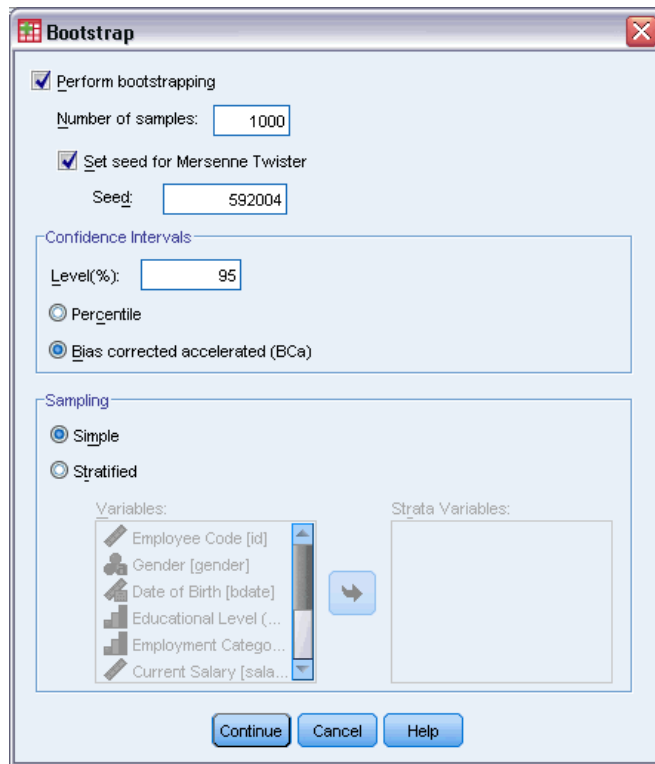 Bootstrap
Perform bootstrapping
Number of samples: 1000
Set seed for Mersenne Twister
Seed: 592004
Confidence Intervals
Level(%): 95
Percentile
Bias corrected accelerated (BCa)
Sampling
Simple
Stratified
Variables:
Strata Variables:
Employee Code [id]
Gender [gender]
Date of Birth [bdate]
Educational Level (...
Employment Catego...
Current Salary [sala...
Continue Cancel Help